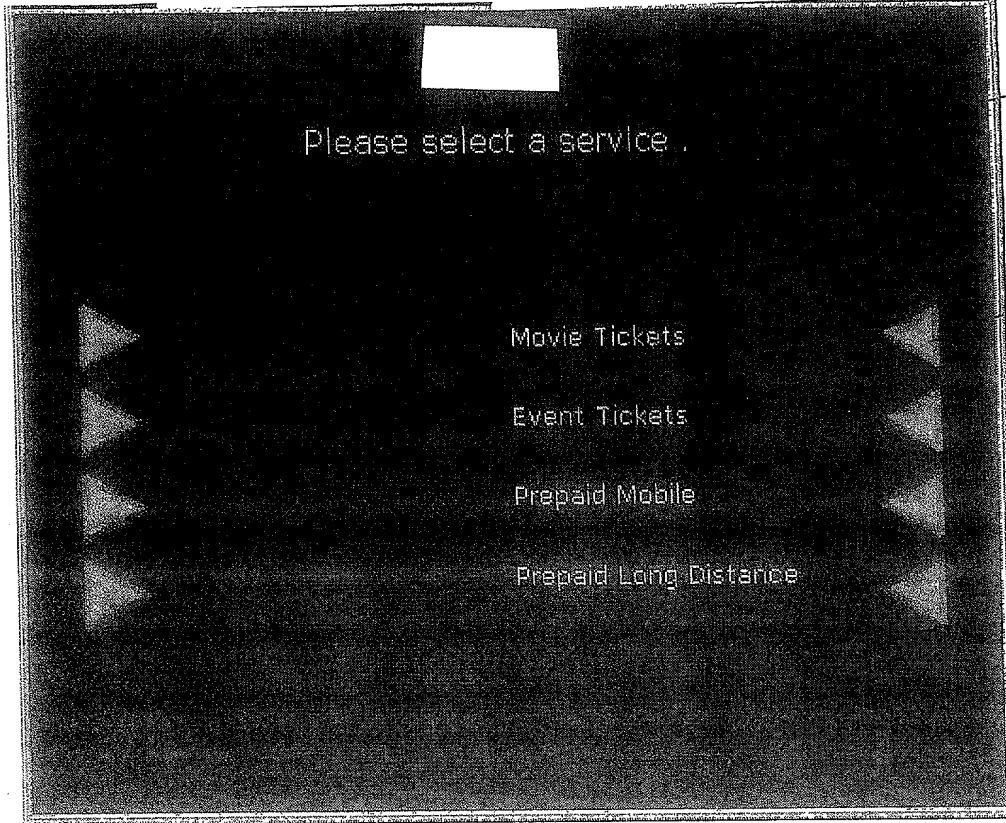 Please select a service .
Movie Tickets
Event Tickets
Prepaid Mobile
Prepaid Long Distance